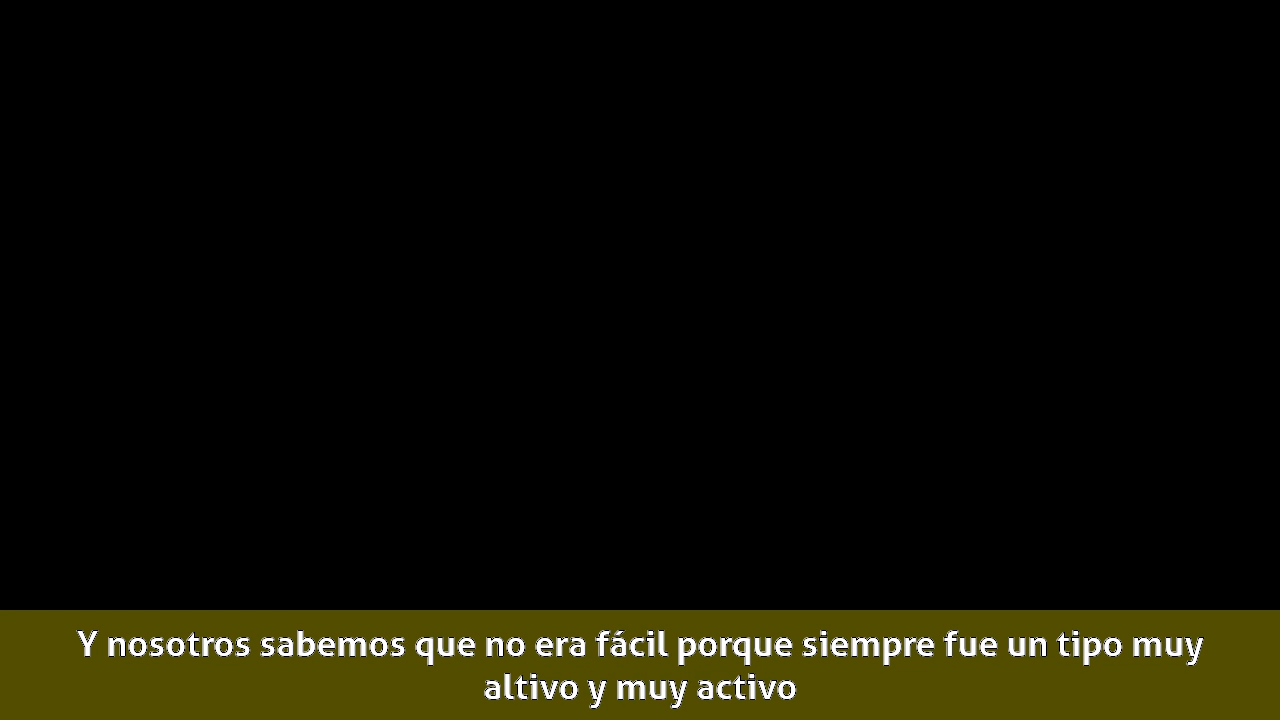 Y nosotros sabemos que no era fácil porque siempre fue un tipo muy
altivo y muy activo